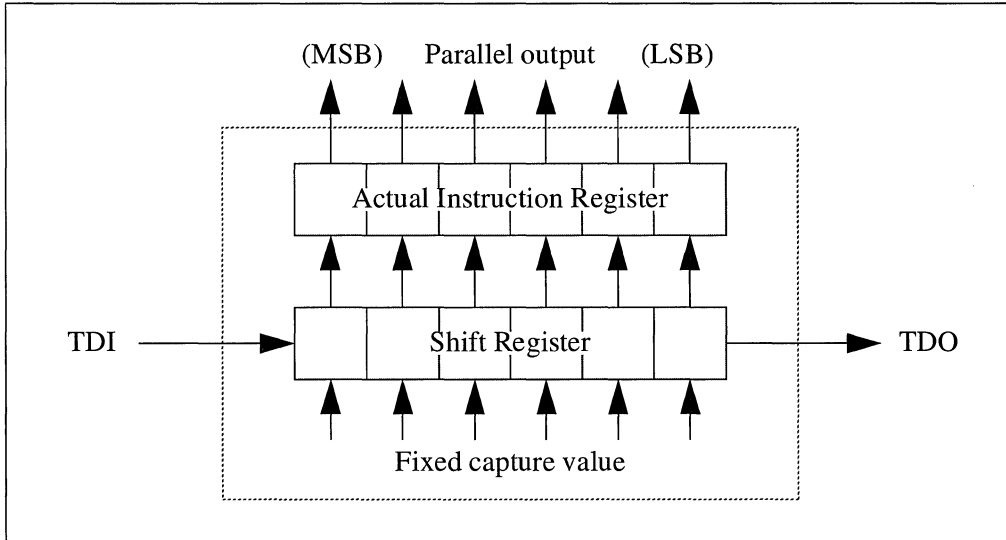 (MSB) Parallel output (LSB)
Actual Instruction Register
TDI Shift Register TDO
Fixed capture value